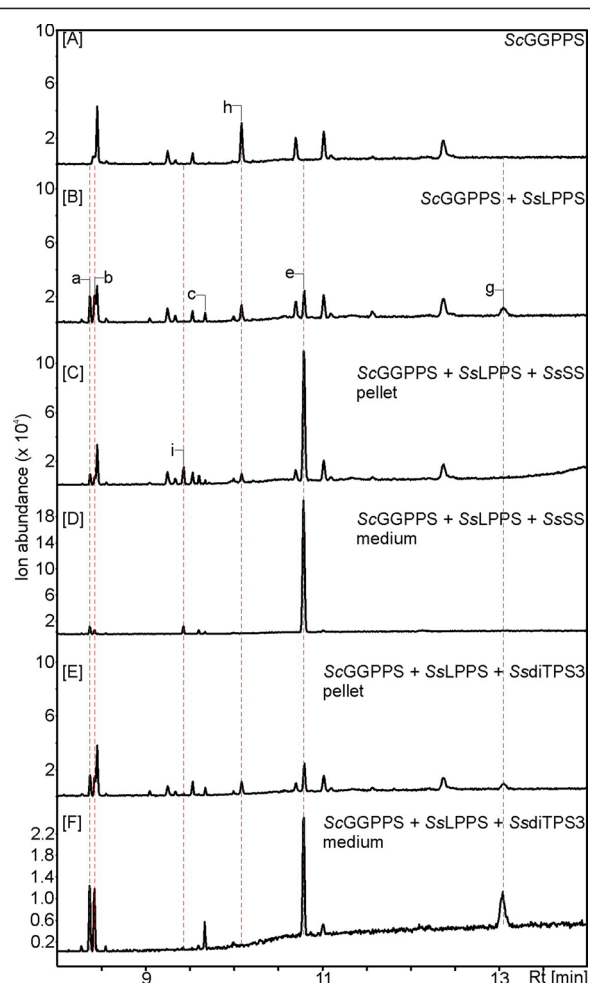 10
[A]
ScGGPPS
6
h
2
10
[B]
ScGGPPS + SsLPPS
6
a
b
c
e
g
2
10
[C]
ScGGPPS + SsLPPS + SsSS
pellet
6
i
2
Ion abundance (x 10⁴)
18
[D]
ScGGPPS + SsLPPS + SsSS
medium
14
10
6
2
10
[E]
ScGGPPS + SsLPPS + SsdiTPS3
pellet
6
2
[F]
ScGGPPS + SsLPPS + SsdiTPS3
medium
2.2
1.8
1.4
1.0
0.6
0.2
9
11
13
Rt [min]